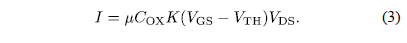 I = μC_OX K(V_GS − V_TH)V_DS. (3)